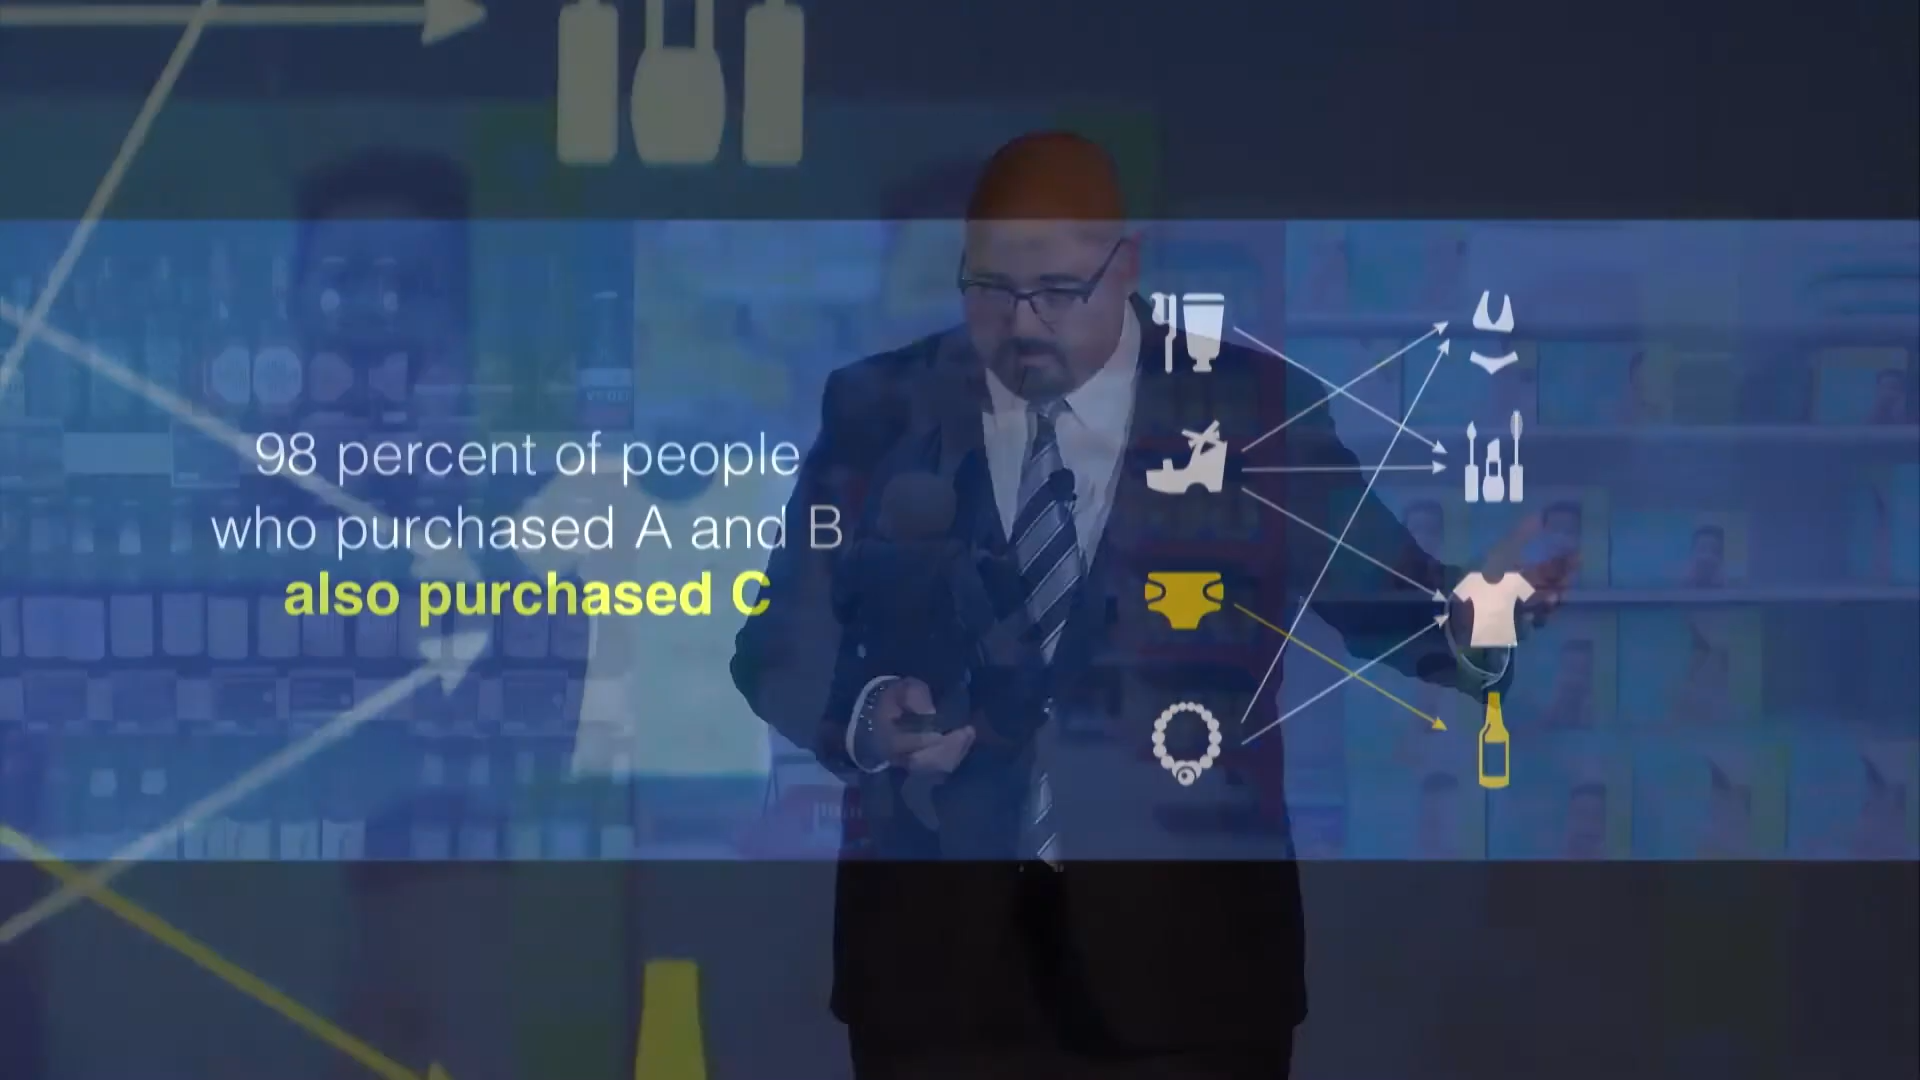 98 percent of people
who purchased A and B
also purchased C